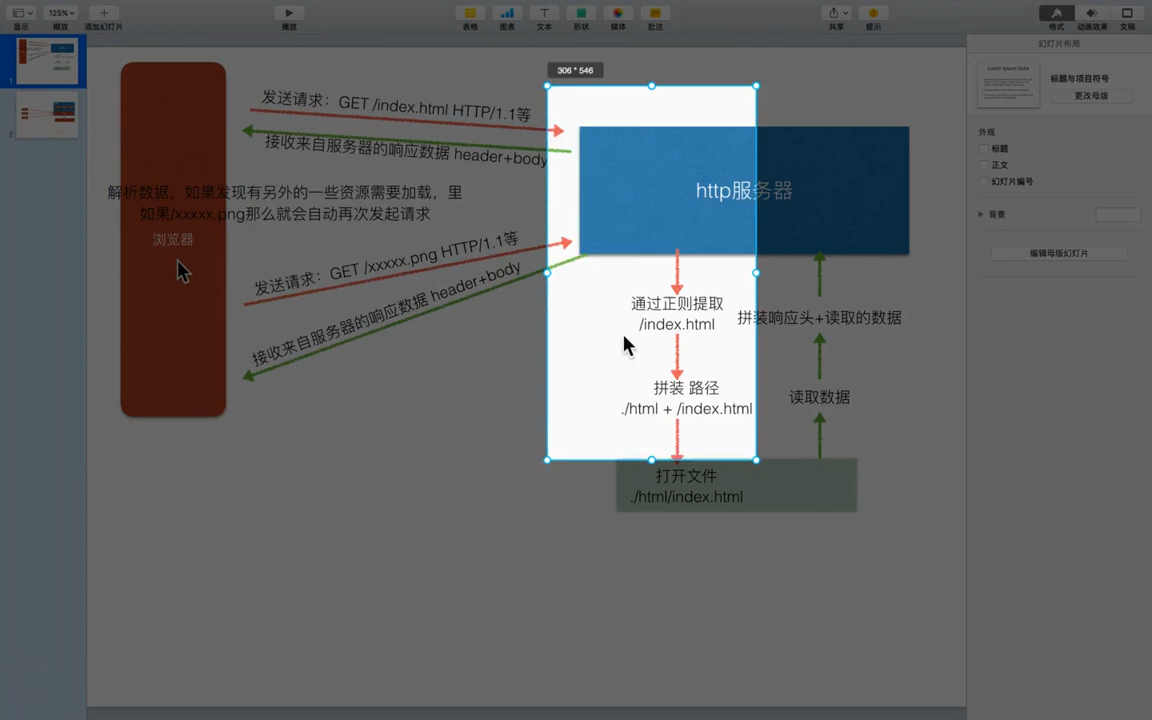 125%
显示
缩放
添加幻灯片
播放
表格
图表
文本
形状
媒体
批注
共享
提示
格式
动画效果
文稿
幻灯片布局
Lorem Ipsum Dolor
标题与项目符号
更改母版
外观
标题
正文
幻灯片编号
背景
编辑母版幻灯片
1
2
306 * 546
发送请求：GET /index.html HTTP/1.1等
接收来自服务器的响应数据 header+body
解析数据，如果发现有另外的一些资源需要加载，里
如果/xxxxx.png那么就会自动再次发起请求
浏览器
发送请求：GET /xxxxx.png HTTP/1.1等
接收来自服务器的响应数据 header+body
http服务器
通过正则提取
/index.html
拼装响应头+读取的数据
拼装 路径
./html + /index.html
读取数据
打开文件
./html/index.html